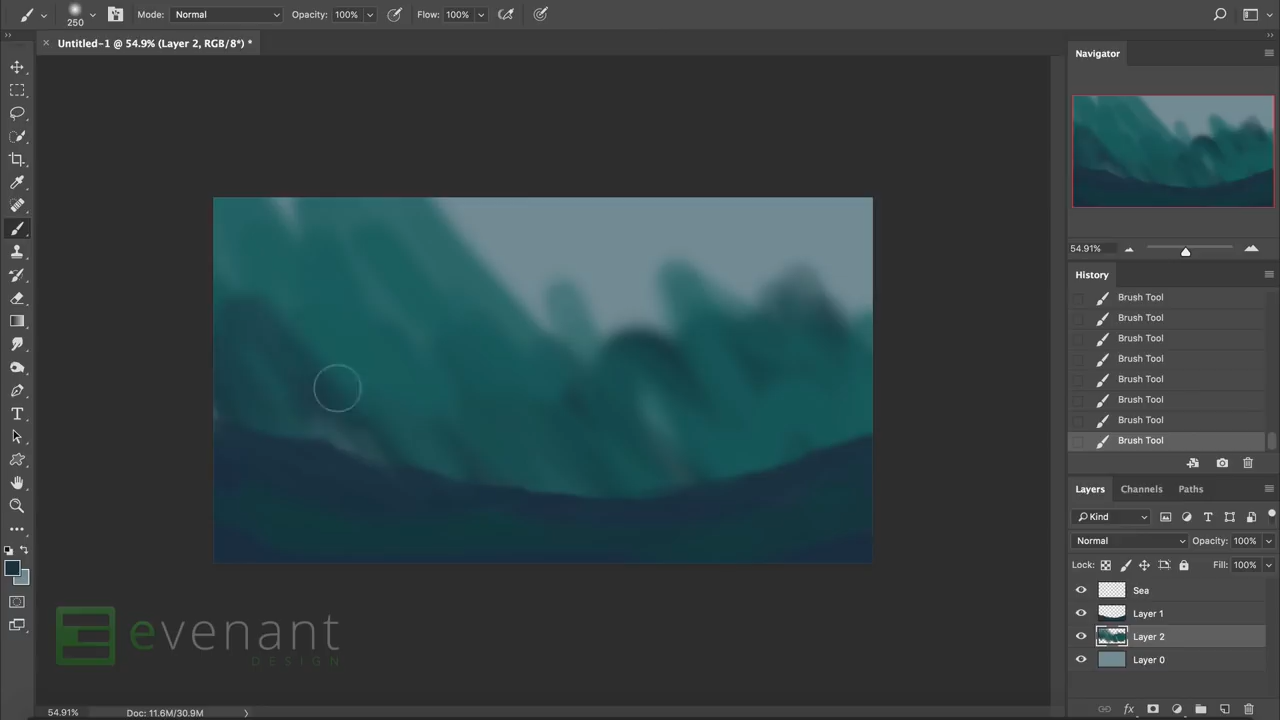 250
Mode: Normal
Opacity: 100%
Flow: 100%
Untitled-1 @ 54.9% (Layer 2, RGB/8*) *
Navigator
54.91%
History
Brush Tool
Brush Tool
Brush Tool
Brush Tool
Brush Tool
Brush Tool
Brush Tool
Brush Tool
Layers Channels Paths
Kind
Normal
Opacity: 100%
Lock:
Fill: 100%
Sea
Layer 1
Layer 2
Layer 0
fx
evenant
DESIGN
54.91%
Doc: 11.6M/30.9M